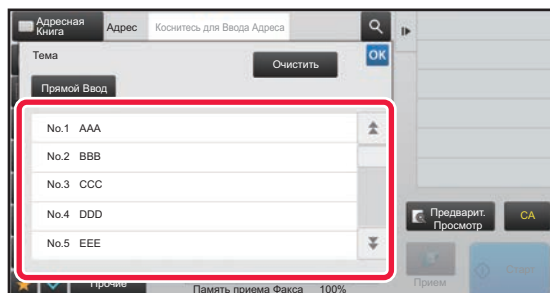 Адресная
Книга
Адрес
Коснитесь для Ввода Адреса
Тема
Очистить
OK
Прямой Ввод
No.1 AAA
No.2 BBB
No.3 CCC
No.4 DDD
No.5 EEE
Предварит.
Просмотр
CA
Прочие
Память приема Факса 100%
Прием
Старт